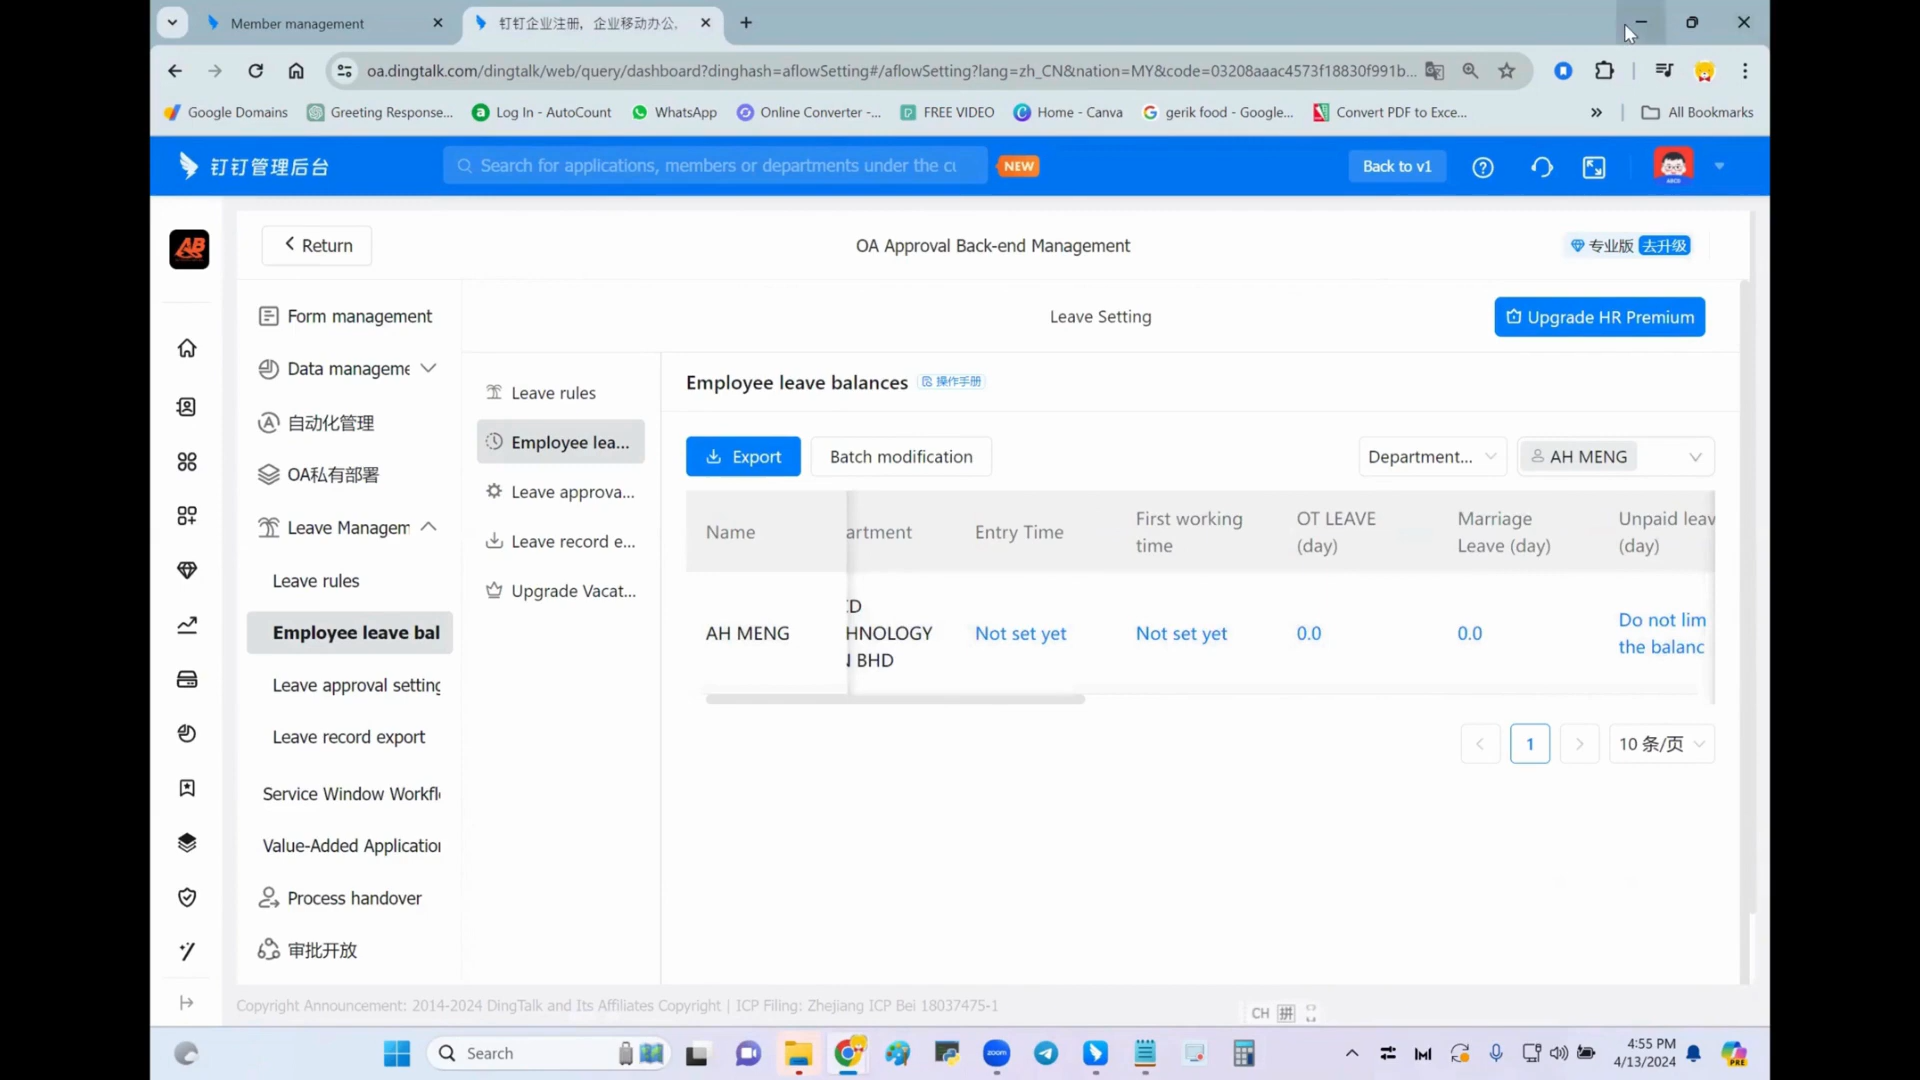 Member management
钉钉企业注册，企业移动办公,
oa.dingtalk.com/dingtalk/web/query/dashboard?dinghash=aflowSetting#/aflowSetting?lang=zh_CN&nation=MY&code=03208aaac4573f18830f991b...
Google Domains
Greeting Response...
Log In - AutoCount
WhatsApp
Online Converter -...
FREE VIDEO
Home - Canva
gerik food - Google...
Convert PDF to Exce...
»
All Bookmarks
钉钉管理后台
Search for applications, members or departments under the cu
NEW
Back to v1
Return
OA Approval Back-end Management
专业版 去升级
Form management
Data manageme
自动化管理
OA私有部署
Leave Managem
Leave rules
Employee leave bal
Leave approval setting
Leave record export
Service Window Workfl
Value-Added Application
Process handover
审批开放
Leave Setting
Upgrade HR Premium
Leave rules
Employee lea...
Leave approva...
Leave record e...
Upgrade Vacat...
Employee leave balances
操作手册
Export
Batch modification
Department...
AH MENG
Name
artment
Entry Time
First working
time
OT LEAVE
(day)
Marriage
Leave (day)
Unpaid leav
(day)
AH MENG
HNOLOGY
BHD
Not set yet
Not set yet
0.0
0.0
Do not lim
the balanc
1
10 条/页
Copyright Announcement: 2014-2024 DingTalk and Its Affiliates Copyright | ICP Filing: Zhejiang ICP Bei 18037475-1
CH 拼
Search
zoom
4:55 PM
4/13/2024
PRE